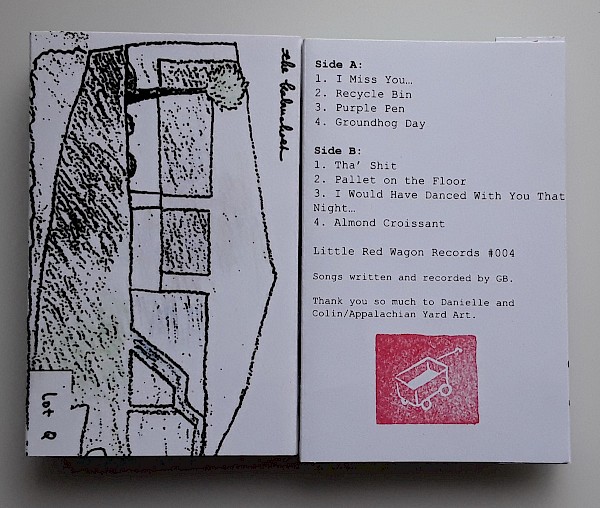 the
Lot Q
Side A:
1. I Miss You…
2. Recycle Bin
3. Purple Pen
4. Groundhog Day
Side B:
1. Tha’ Shit
2. Pallet on the Floor
3. I Would Have Danced With You That
Night…
4. Almond Croissant
Little Red Wagon Records #004
Songs written and recorded by GB.
Thank you so much to Danielle and
Colin/Appalachian Yard Art.